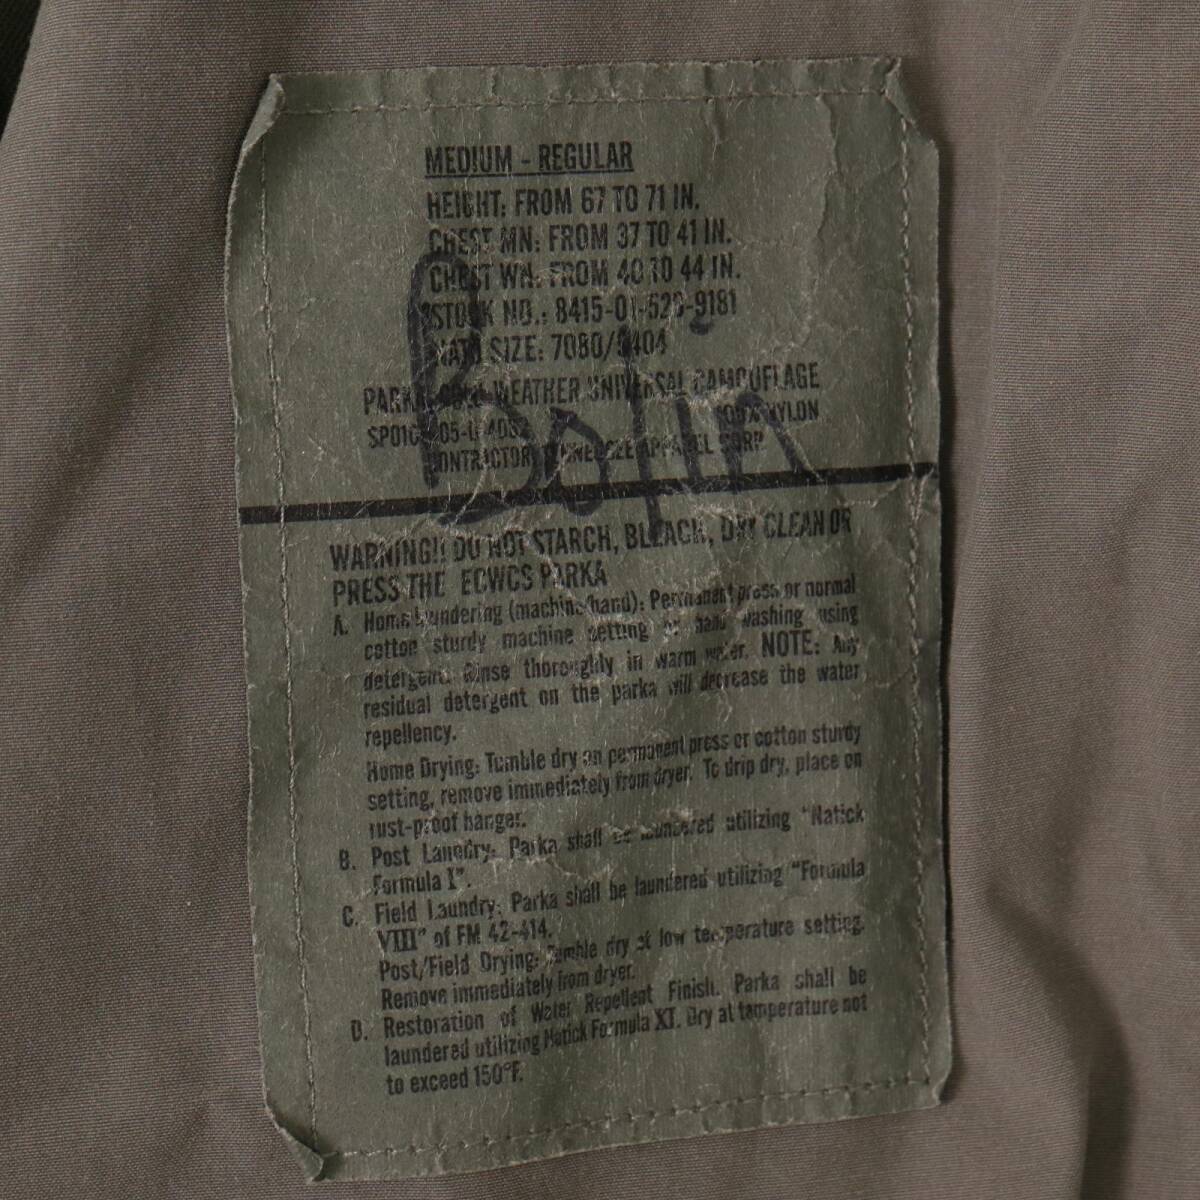 MEDIUM - REGULAR
HEIGHT: FROM 67 TO 71 IN.
CHEST MN: FROM 37 TO 41 IN.
CHEST WN: FROM 40 TO 44 IN.
STOCK NO.: 8415-01-526-9181
NATO SIZE: 7080/9404
PARKA, COLD WEATHER UNIVERSAL CAMOUFLAGE
100% NYLON
CONTRACTOR: TENNESSEE APPAREL CORP.
WARNING!! DO NOT STARCH, BLEACH, DRY CLEAN OR
PRESS THE ECWCS PARKA
A. Home Laundering (machine/hand): Permanent press or normal
cotton sturdy machine setting or hand washing using
detergent. Rinse thoroughly in warm water. NOTE: Any
residual detergent on the parka will decrease the water
repellency.
Home Drying: Tumble dry on permanent press or cotton sturdy
setting, remove immediately from dryer. To drip dry, place on
rust-proof hanger.
B. Post Laundry: Parka shall be laundered utilizing "Natick
Formula I".
C. Field Laundry: Parka shall be laundered utilizing "Formula
VIII" of FM 42-414.
Post/Field Drying: Tumble dry at low temperature setting.
Remove immediately from dryer.
D. Restoration of Water Repellent Finish. Parka shall be
laundered utilizing Natick Formula XI. Dry at temperature not
to exceed 150°F.